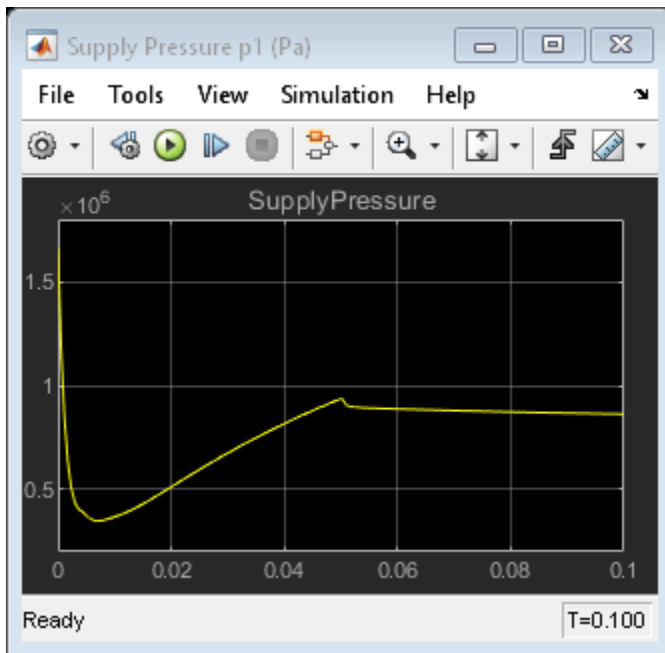 Supply Pressure p1 (Pa)
File Tools View Simulation Help
×10⁶ SupplyPressure
1.5
1
0.5
0 0.02 0.04 0.06 0.08 0.1
Ready T=0.100